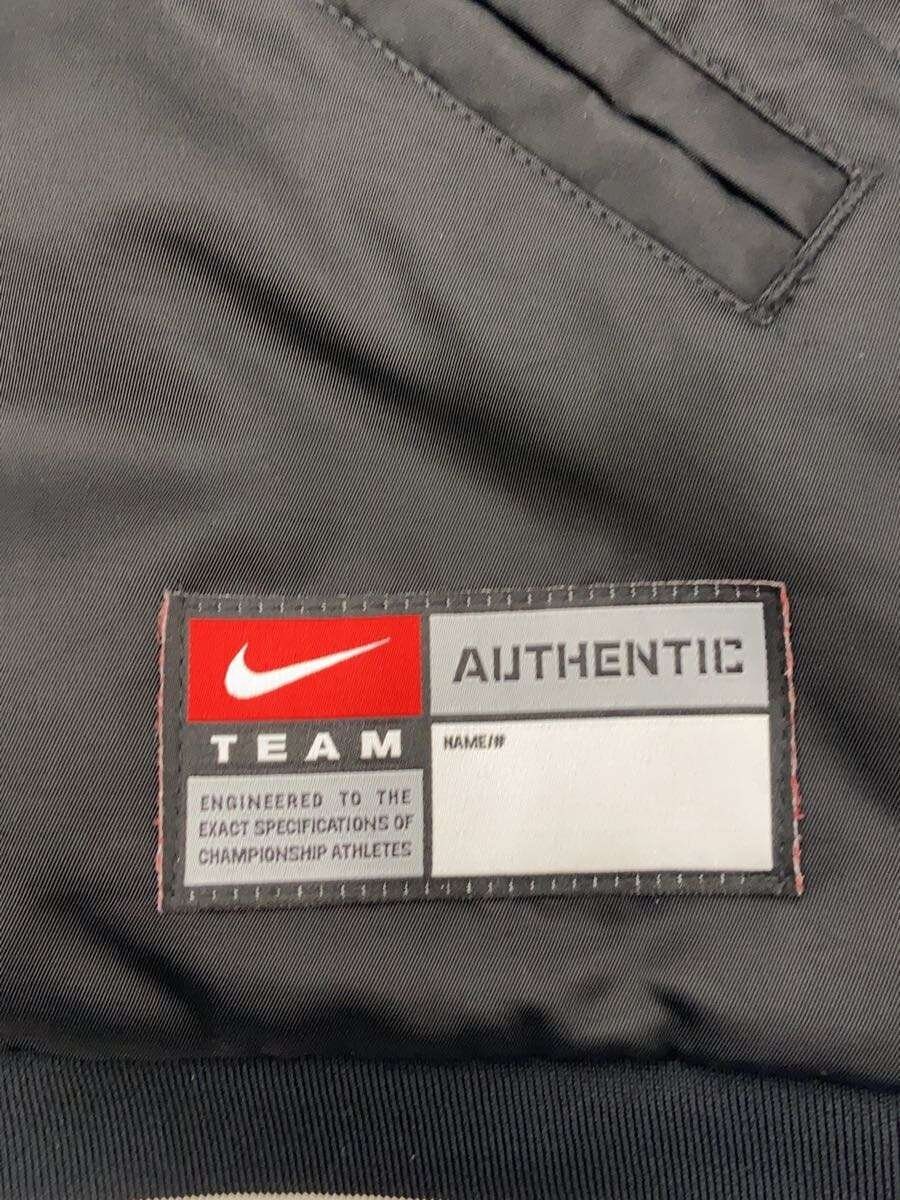 AUTHENTIC
TEAM
NAME/#
ENGINEERED TO THE
EXACT SPECIFICATIONS OF
CHAMPIONSHIP ATHLETES